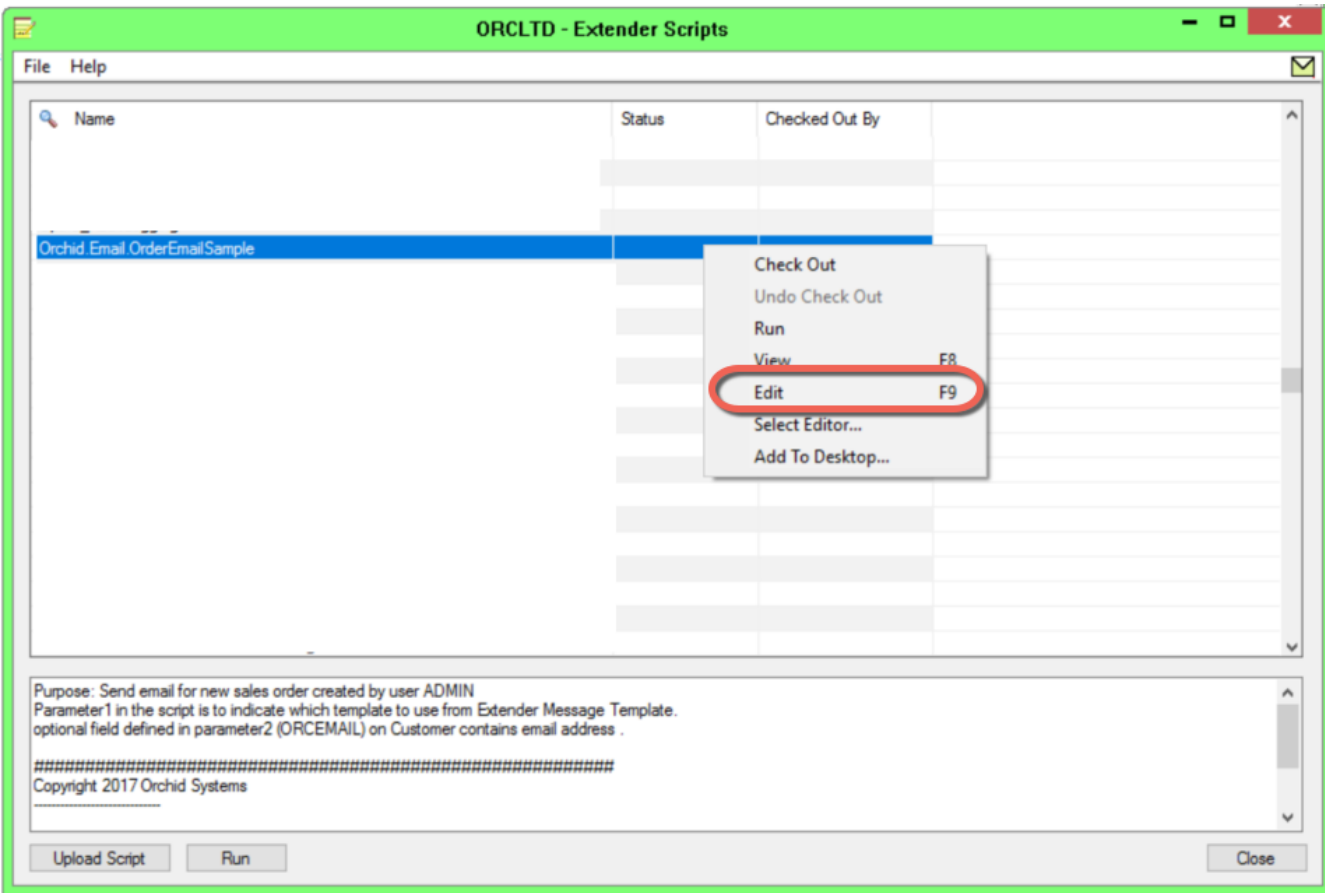 ORCLTD - Extender Scripts
File Help
Name Status Checked Out By
Orchid.Email.OrderEmailSample
Check Out
Undo Check Out
Run
View F8
Edit F9
Select Editor...
Add To Desktop...
Purpose: Send email for new sales order created by user ADMIN
Parameter1 in the script is to indicate which template to use from Extender Message Template.
optional field defined in parameter2 (ORCEMAIL) on Customer contains email address .
##########################################################
Copyright 2017 Orchid Systems
-----------------------------
Upload Script Run Close